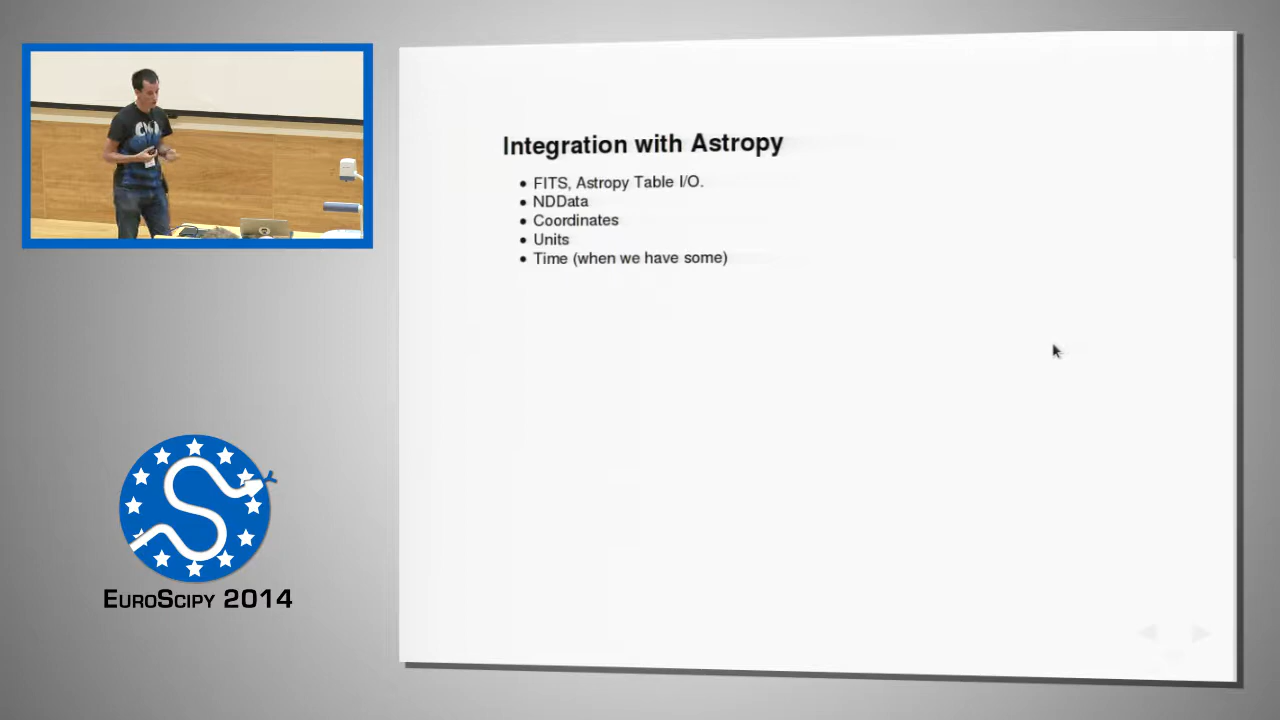 Integration with Astropy
• FITS, Astropy Table I/O.
• NDData
• Coordinates
• Units
• Time (when we have some)
EUROSCIPY 2014